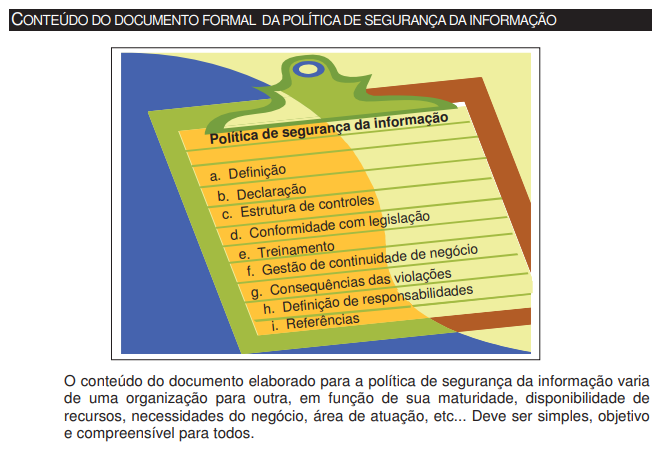 CONTEÚDO DO DOCUMENTO FORMAL DA POLÍTICA DE SEGURANÇA DA INFORMAÇÃO
Política de segurança da informação
a. Definição
b. Declaração
c. Estrutura de controles
d. Conformidade com legislação
e. Treinamento
f. Gestão de continuidade de negócio
g. Consequências das violações
h. Definição de responsabilidades
i. Referências
O conteúdo do documento elaborado para a política de segurança da informação varia
de uma organização para outra, em função de sua maturidade, disponibilidade de
recursos, necessidades do negócio, área de atuação, etc... Deve ser simples, objetivo
e compreensível para todos.